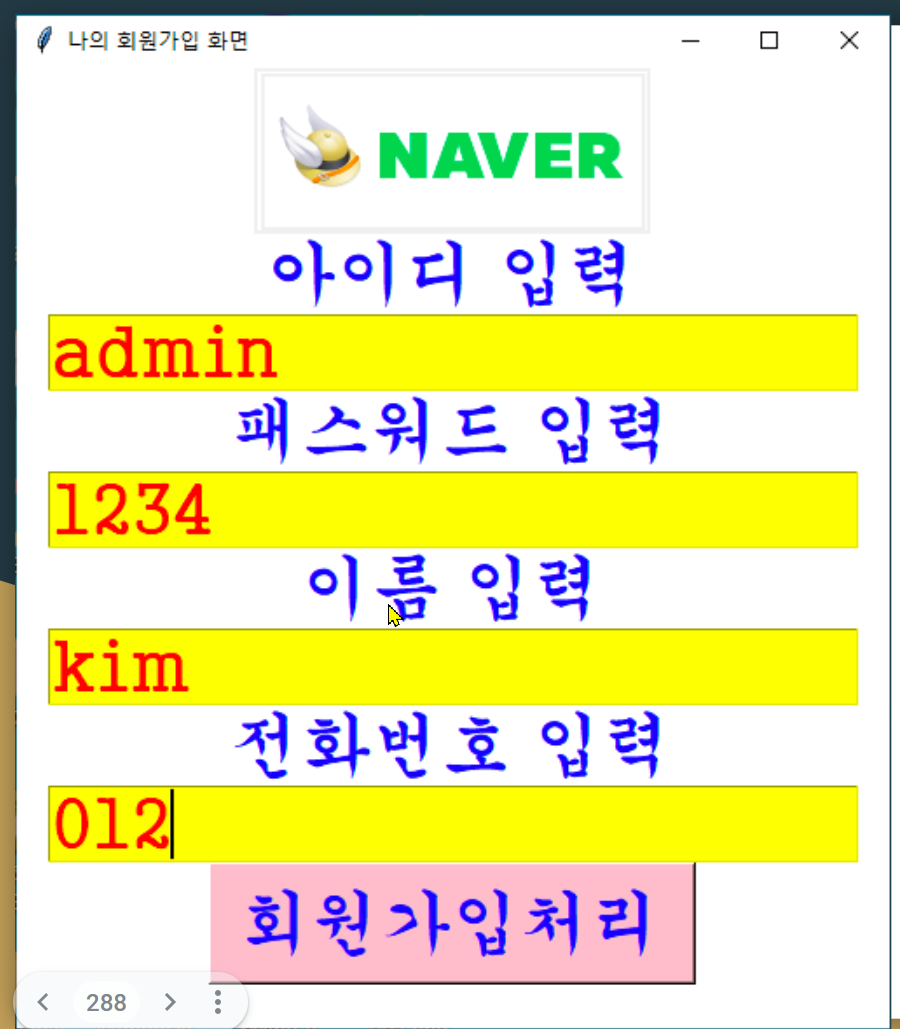 나의 회원가입 화면
NAVER
아이디 입력
admin
패스워드 입력
1234
이름 입력
kim
전화번호 입력
012
회원가입처리
288